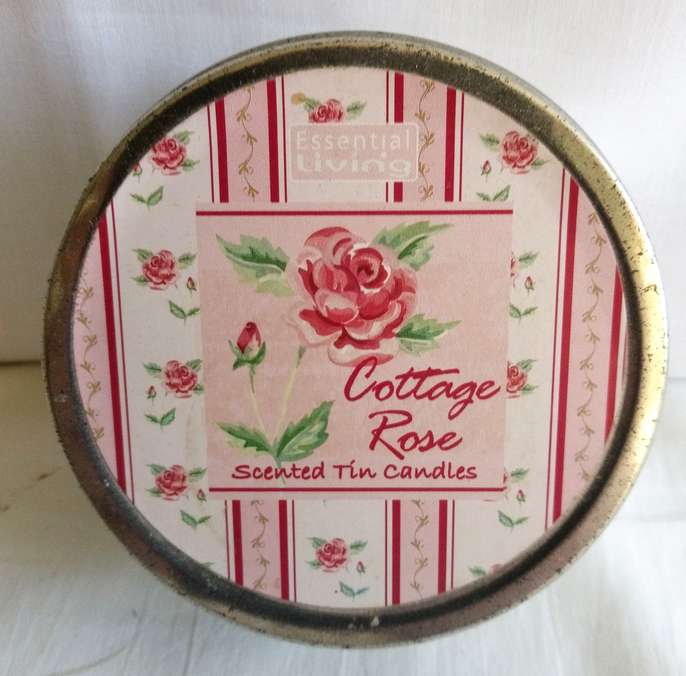 Essential
Living
Cottage
Rose
Scented Tin Candles